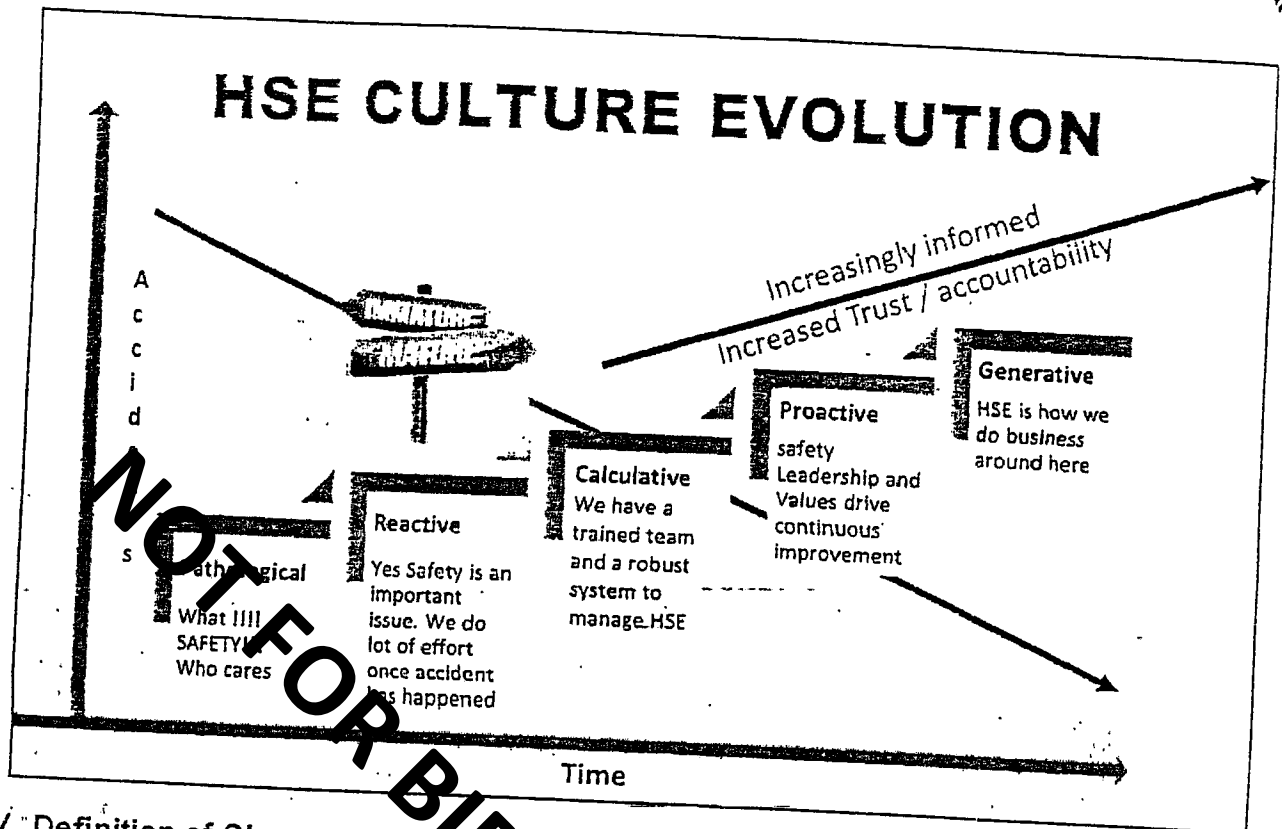 HSE CULTURE EVOLUTION
A
c
c
i
d
s
Increasingly informed
Increased Trust / accountability
Pathological
What !!!!
SAFETY!!!
Who cares
Reactive
Yes Safety is an
important
issue. We do
lot of effort
once accident
has happened
Calculative
We have a
trained team
and a robust
system to
manage HSE
Proactive
safety
Leadership and
Values drive
continuous
improvement
Generative
HSE is how we
do business
around here
Time
NOT FOR
Definition of